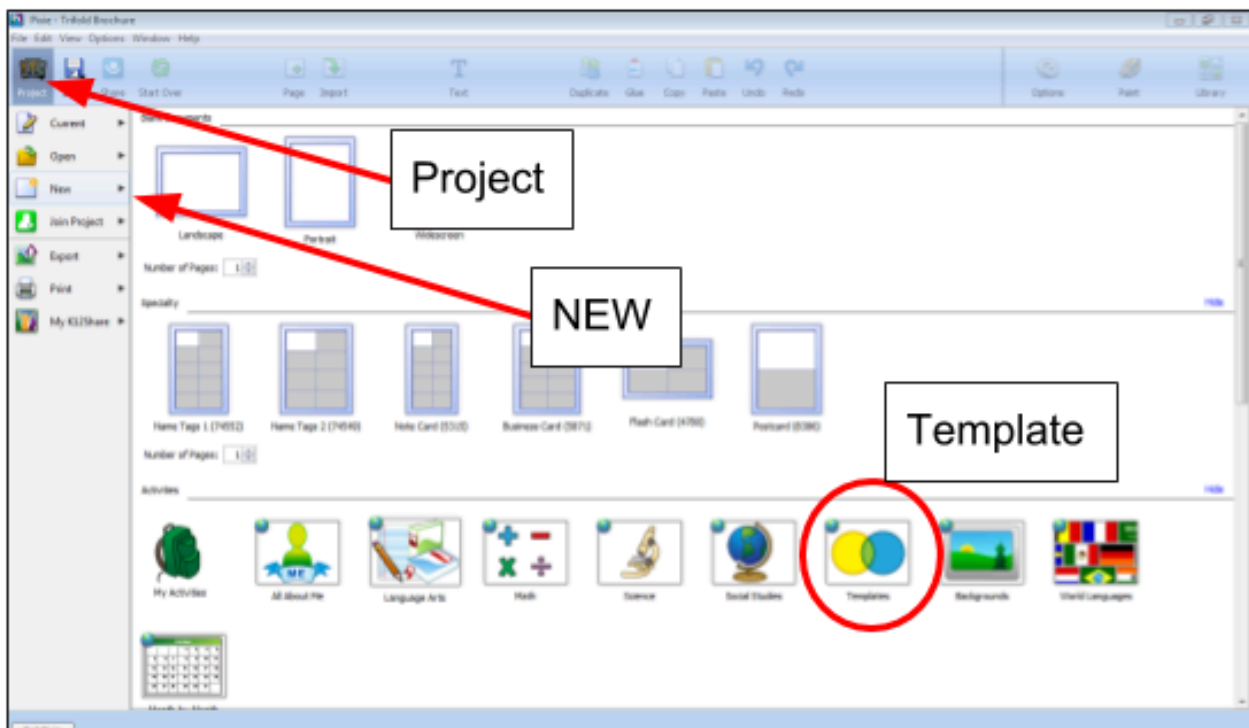 Pixie - Trifold Brochure
File Edit View Options Window Help
Project Share Start Over Page Import Text Duplicate Glue Copy Paste Undo Redo Options Paint Library
Current
Open
New
Join Project
Export
Print
My K12Share
Project
Landscape Portrait Widescreen
Number of Pages: 1
NEW
Specialty Hide
Name Tags 1 (74552) Name Tags 2 (74540) Note Card (5315) Business Card (5871) Flash Card (4780) Postcard (8386)
Number of Pages: 1
Template
Activities Hide
My Activities All About Me Language Arts Math Science Social Studies Templates Backgrounds World Languages
ME